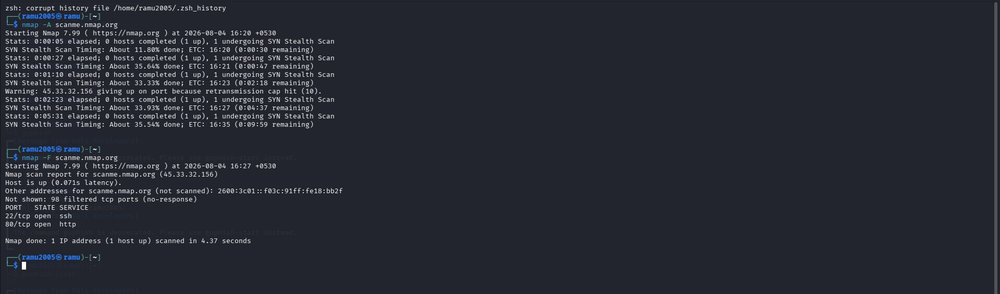 zsh: corrupt history file /home/ramu2005/.zsh_history
┌──(ramu2005㉿ramu)-[~]
└─$ nmap -A scanme.nmap.org
Starting Nmap 7.99 ( https://nmap.org ) at 2026-08-04 16:20 +0530
Stats: 0:00:05 elapsed; 0 hosts completed (1 up), 1 undergoing SYN Stealth Scan
SYN Stealth Scan Timing: About 11.80% done; ETC: 16:20 (0:00:30 remaining)
Stats: 0:00:27 elapsed; 0 hosts completed (1 up), 1 undergoing SYN Stealth Scan
SYN Stealth Scan Timing: About 35.64% done; ETC: 16:21 (0:00:47 remaining)
Stats: 0:01:10 elapsed; 0 hosts completed (1 up), 1 undergoing SYN Stealth Scan
SYN Stealth Scan Timing: About 33.33% done; ETC: 16:23 (0:02:18 remaining)
Warning: 45.33.32.156 giving up on port because retransmission cap hit (10).
Stats: 0:02:23 elapsed; 0 hosts completed (1 up), 1 undergoing SYN Stealth Scan
SYN Stealth Scan Timing: About 33.93% done; ETC: 16:27 (0:04:37 remaining)
Stats: 0:05:31 elapsed; 0 hosts completed (1 up), 1 undergoing SYN Stealth Scan
SYN Stealth Scan Timing: About 35.54% done; ETC: 16:35 (0:09:59 remaining)
┌──(ramu2005㉿ramu)-[~]
└─$ nmap -F scanme.nmap.org
Starting Nmap 7.99 ( https://nmap.org ) at 2026-08-04 16:27 +0530
Nmap scan report for scanme.nmap.org (45.33.32.156)
Host is up (0.071s latency).
Other addresses for scanme.nmap.org (not scanned): 2600:3c01::f03c:91ff:fe18:bb2f
Not shown: 98 filtered tcp ports (no-response)
PORT   STATE SERVICE
22/tcp open  ssh
80/tcp open  http
The command gophish is deprecated. Please use gophish-start instead.
Nmap done: 1 IP address (1 host up) scanned in 4.37 seconds
┌──(ramu2005㉿ramu)-[~]
└─$